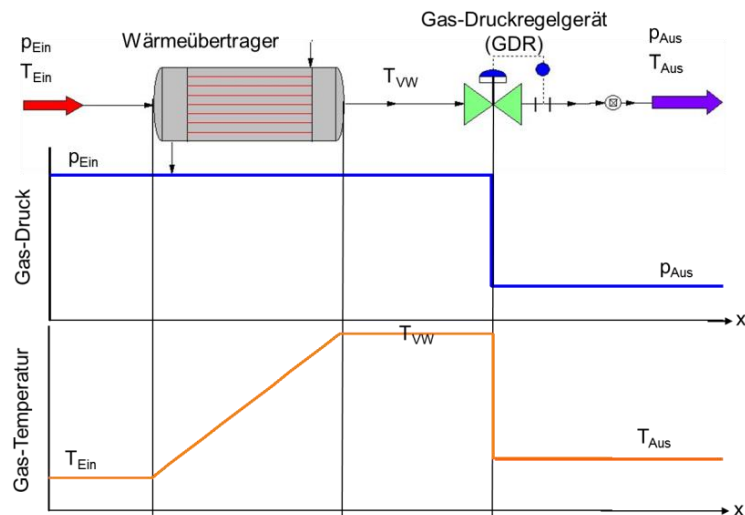 Gas-Druckregelgerät
(GDR)
Wärmeübertrager
pEin
TEin
TVW
pAus
TAus
pEin
Gas-Druck
pAus
x
TVW
Gas-Temperatur
TEin
TAus
x